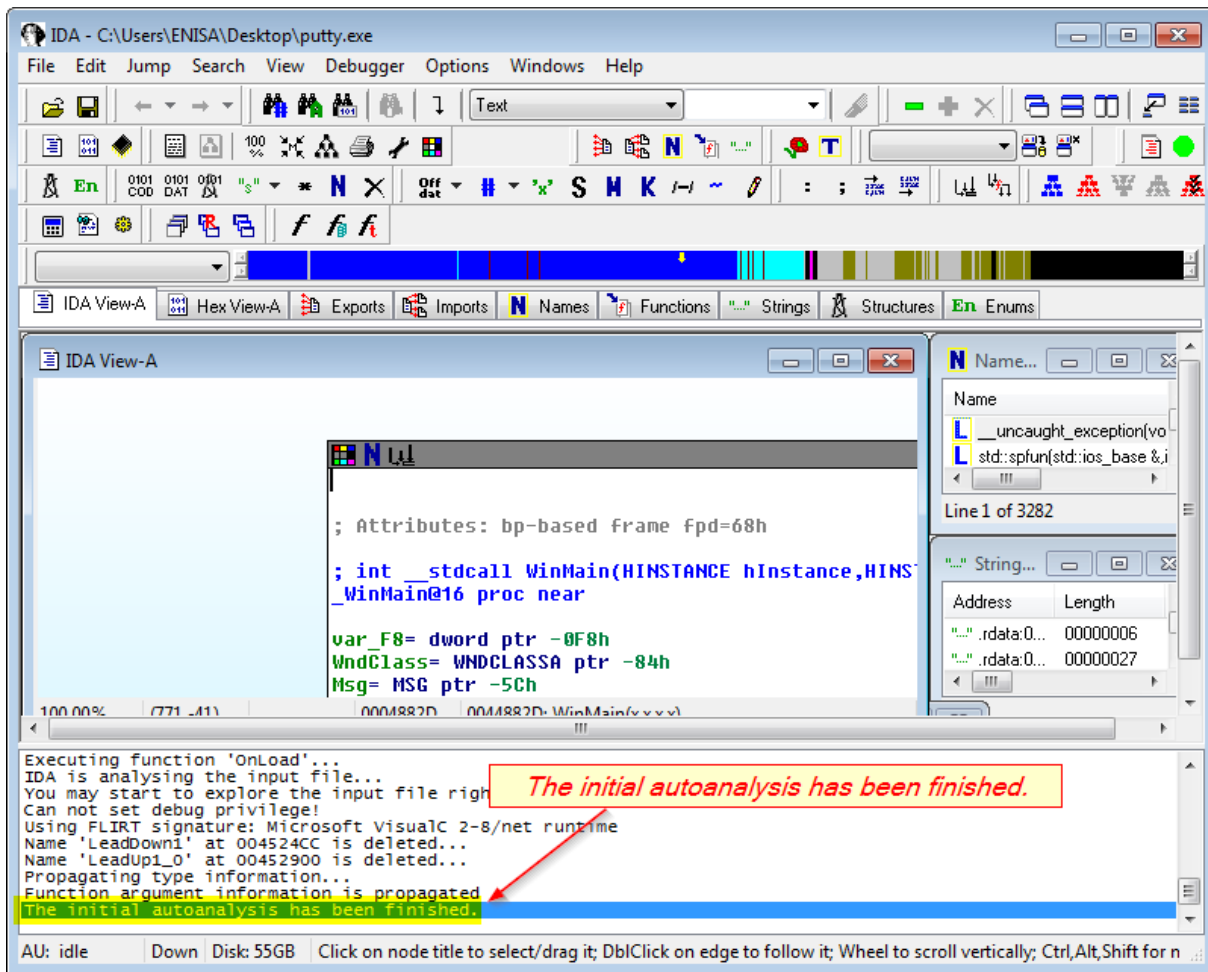 IDA - C:\Users\ENISA\Desktop\putty.exe
File Edit Jump Search View Debugger Options Windows Help
Text
En
IDA View-A Hex View-A Exports Imports N Names Functions Strings Structures En Enums
IDA View-A
; Attributes: bp-based frame fpd=68h
; int __stdcall WinMain(HINSTANCE hInstance,HINS
_WinMain@16 proc near
var_F8= dword ptr -0F8h
WndClass= WNDCLASSA ptr -84h
Msg= MSG ptr -5Ch
100.00% (771,-41) 0004882D 0044882D: WinMain(x,x,x,x)
N Name...
Name
L __uncaught_exception(vo
L std::spfun(std::ios_base &,i
Line 1 of 3282
"..." String...
Address Length
"..." .rdata:0... 00000006
"..." .rdata:0... 00000027
Executing function 'OnLoad'...
IDA is analysing the input file...
You may start to explore the input file righ
Can not set debug privilege!
Using FLIRT signature: Microsoft VisualC 2-8/net runtime
Name 'LeadDown1' at 004524CC is deleted...
Name 'LeadUp1_0' at 00452900 is deleted...
Propagating type information...
Function argument information is propagated
The initial autoanalysis has been finished.
The initial autoanalysis has been finished.
AU: idle Down Disk: 55GB Click on node title to select/drag it; DblClick on edge to follow it; Wheel to scroll vertically; Ctrl,Alt,Shift for n